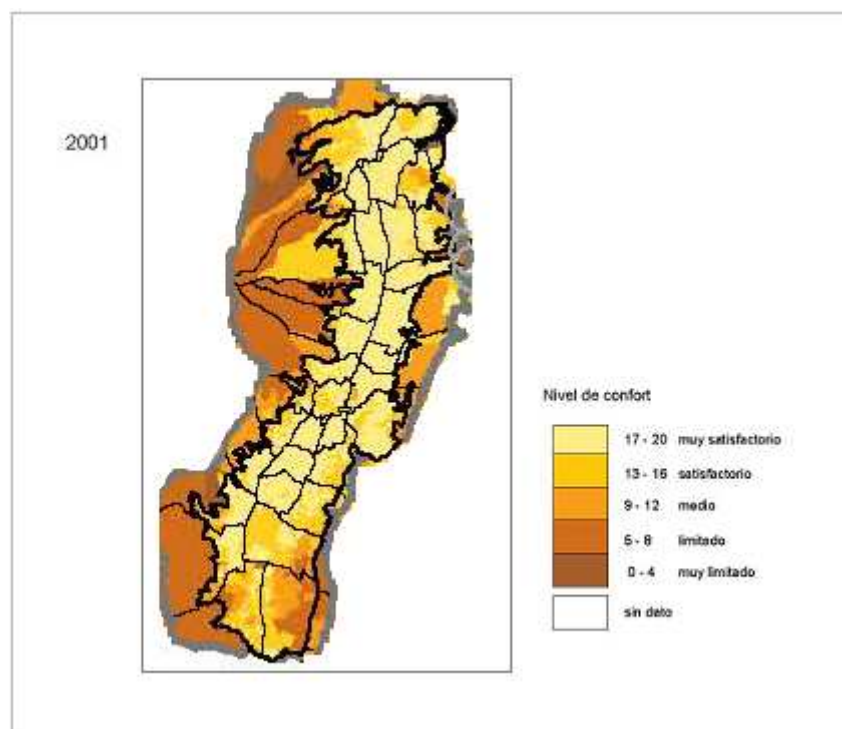 2001
Nivel de confort
17 - 20 muy satisfactorio
13 - 16 satisfactorio
9 - 12 medio
5 - 8 limitado
0 - 4 muy limitado
sin dato